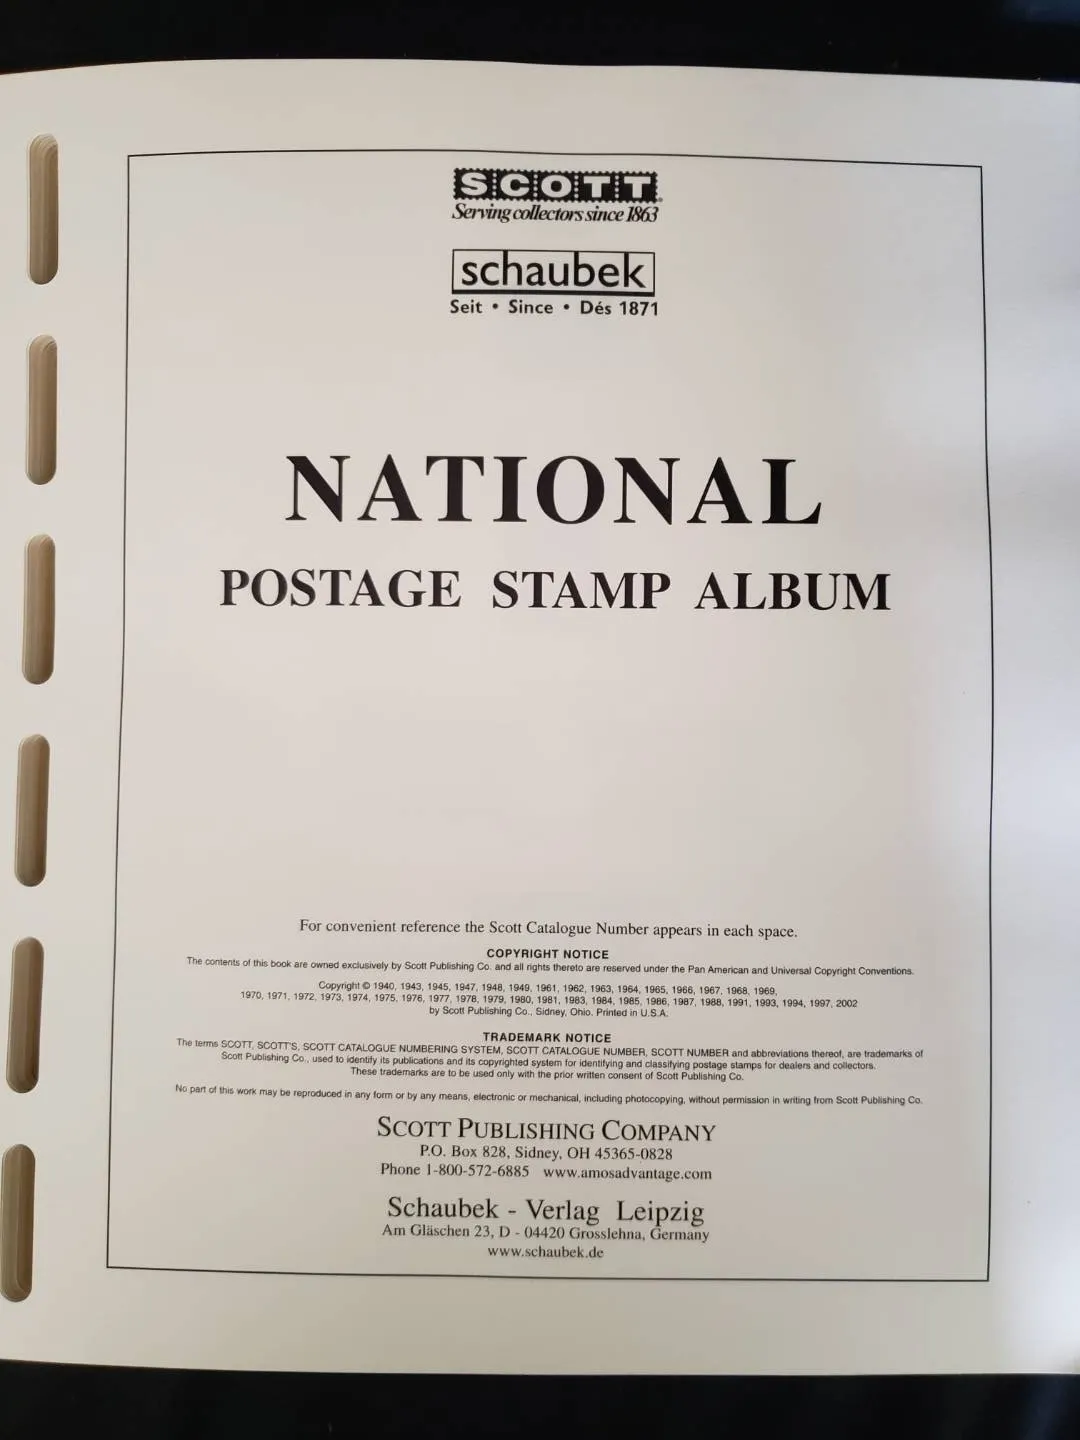 SCOTT
Serving collectors since 1863
schaubek
Seit • Since • Dés 1871
NATIONAL
POSTAGE STAMP ALBUM
For convenient reference the Scott Catalogue Number appears in each space.
COPYRIGHT NOTICE
The contents of this book are owned exclusively by Scott Publishing Co. and all rights thereto are reserved under the Pan American and Universal Copyright Conventions.
Copyright © 1940, 1943, 1945, 1947, 1948, 1949, 1961, 1962, 1963, 1964, 1965, 1966, 1967, 1968, 1969,
1970, 1971, 1972, 1973, 1974, 1975, 1976, 1977, 1978, 1979, 1980, 1981, 1983, 1984, 1985, 1986, 1987, 1988, 1991, 1993, 1994, 1997, 2002
by Scott Publishing Co., Sidney, Ohio. Printed in U.S.A.
TRADEMARK NOTICE
The terms SCOTT, SCOTT'S, SCOTT CATALOGUE NUMBERING SYSTEM, SCOTT CATALOGUE NUMBER, SCOTT NUMBER and abbreviations thereof, are trademarks of
Scott Publishing Co., used to identify its publications and its copyrighted system for identifying and classifying postage stamps for dealers and collectors.
These trademarks are to be used only with the prior written consent of Scott Publishing Co.
No part of this work may be reproduced in any form or by any means, electronic or mechanical, including photocopying, without permission in writing from Scott Publishing Co.
SCOTT PUBLISHING COMPANY
P.O. Box 828, Sidney, OH 45365-0828
Phone 1-800-572-6885 www.amosadvantage.com
Schaubek - Verlag Leipzig
Am Gläschen 23, D - 04420 Grosslehna, Germany
www.schaubek.de